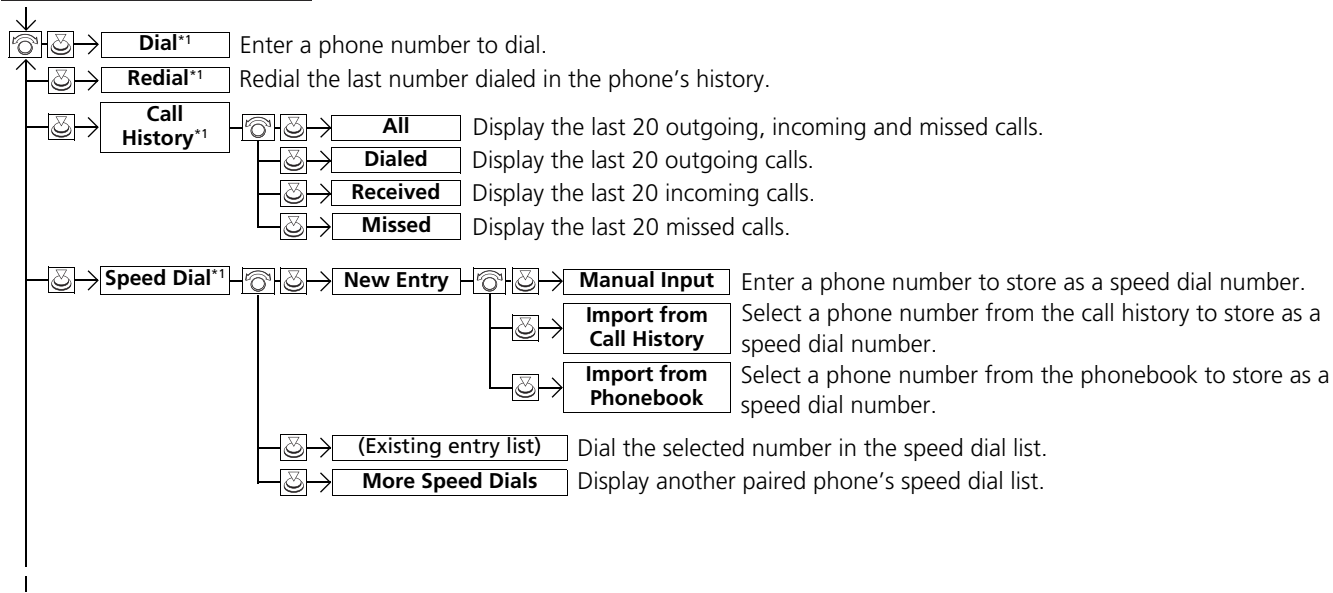 Dial*1 Enter a phone number to dial.
Redial*1 Redial the last number dialed in the phone’s history.
Call
History*1
All Display the last 20 outgoing, incoming and missed calls.
Dialed Display the last 20 outgoing calls.
Received Display the last 20 incoming calls.
Missed Display the last 20 missed calls.
Speed Dial*1 New Entry Manual Input Enter a phone number to store as a speed dial number.
Import from
Call History
Select a phone number from the call history to store as a
speed dial number.
Import from
Phonebook
Select a phone number from the phonebook to store as a
speed dial number.
(Existing entry list) Dial the selected number in the speed dial list.
More Speed Dials Display another paired phone’s speed dial list.